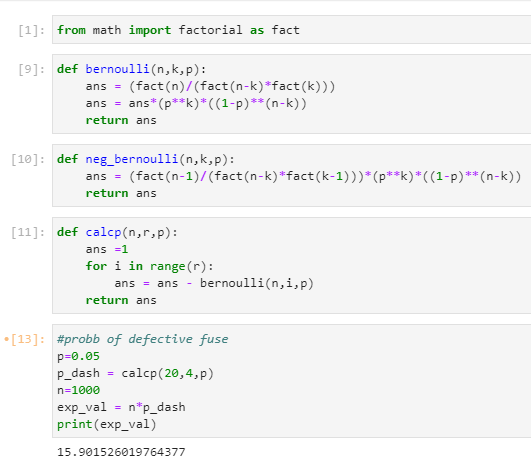 [1]: from math import factorial as fact
[9]: def bernoulli(n,k,p):
    ans = (fact(n)/(fact(n-k)*fact(k)))
    ans = ans*(p**k)*((1-p)**(n-k))
    return ans
[10]: def neg_bernoulli(n,k,p):
    ans = (fact(n-1)/(fact(n-k)*fact(k-1)))*(p**k)*((1-p)**(n-k))
    return ans
[11]: def calcp(n,r,p):
    ans =1
    for i in range(r):
        ans = ans - bernoulli(n,i,p)
    return ans
•[13]: #probb of defective fuse
p=0.05
p_dash = calcp(20,4,p)
n=1000
exp_val = n*p_dash
print(exp_val)
15.901526019764377